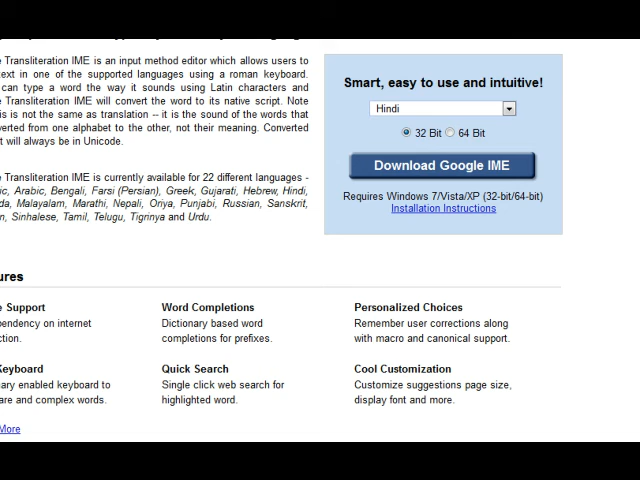 Transliteration IME is an input method editor which allows users to
text in one of the supported languages using a roman keyboard.
can type a word the way it sounds using Latin characters and
Transliteration IME will convert the word to its native script. Note
is is not the same as translation -- it is the sound of the words that
verted from one alphabet to the other, not their meaning. Converted
t will always be in Unicode.
Transliteration IME is currently available for 22 different languages -
ic, Arabic, Bengali, Farsi (Persian), Greek, Gujarati, Hebrew, Hindi,
da, Malayalam, Marathi, Nepali, Oriya, Punjabi, Russian, Sanskrit,
n, Sinhalese, Tamil, Telugu, Tigrinya and Urdu.
Smart, easy to use and intuitive!
Hindi
32 Bit 64 Bit
Download Google IME
Requires Windows 7/Vista/XP (32-bit/64-bit)
Installation Instructions
ures
e Support
pendency on internet
ction.
Word Completions
Dictionary based word
completions for prefixes.
Personalized Choices
Remember user corrections along
with macro and canonical support.
Keyboard
ary enabled keyboard to
are and complex words.
Quick Search
Single click web search for
highlighted word.
Cool Customization
Customize suggestions page size,
display font and more.
More